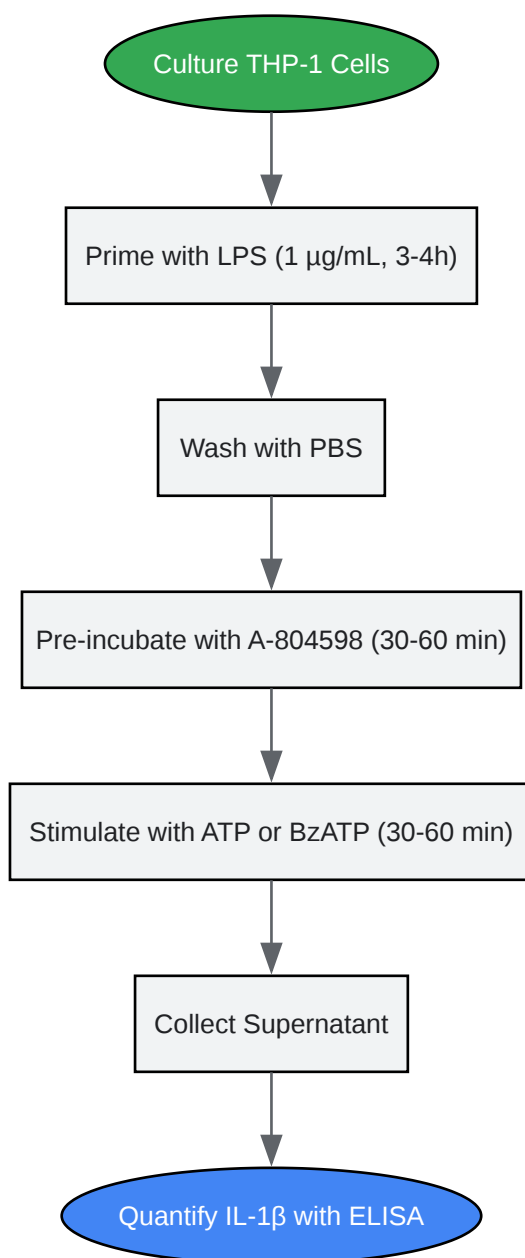 Culture THP-1 Cells
Prime with LPS (1 µg/mL, 3-4h)
Wash with PBS
Pre-incubate with A-804598 (30-60 min)
Stimulate with ATP or BzATP (30-60 min)
Collect Supernatant
Quantify IL-1β with ELISA